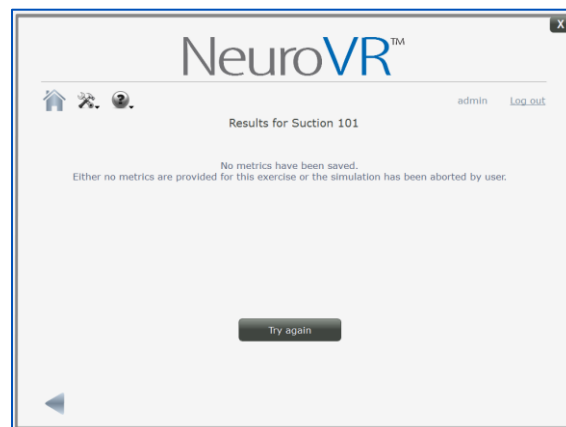 X
NeuroVR™
admin Log out
Results for Suction 101
No metrics have been saved.
Either no metrics are provided for this exercise or the simulation has been aborted by user.
Try again